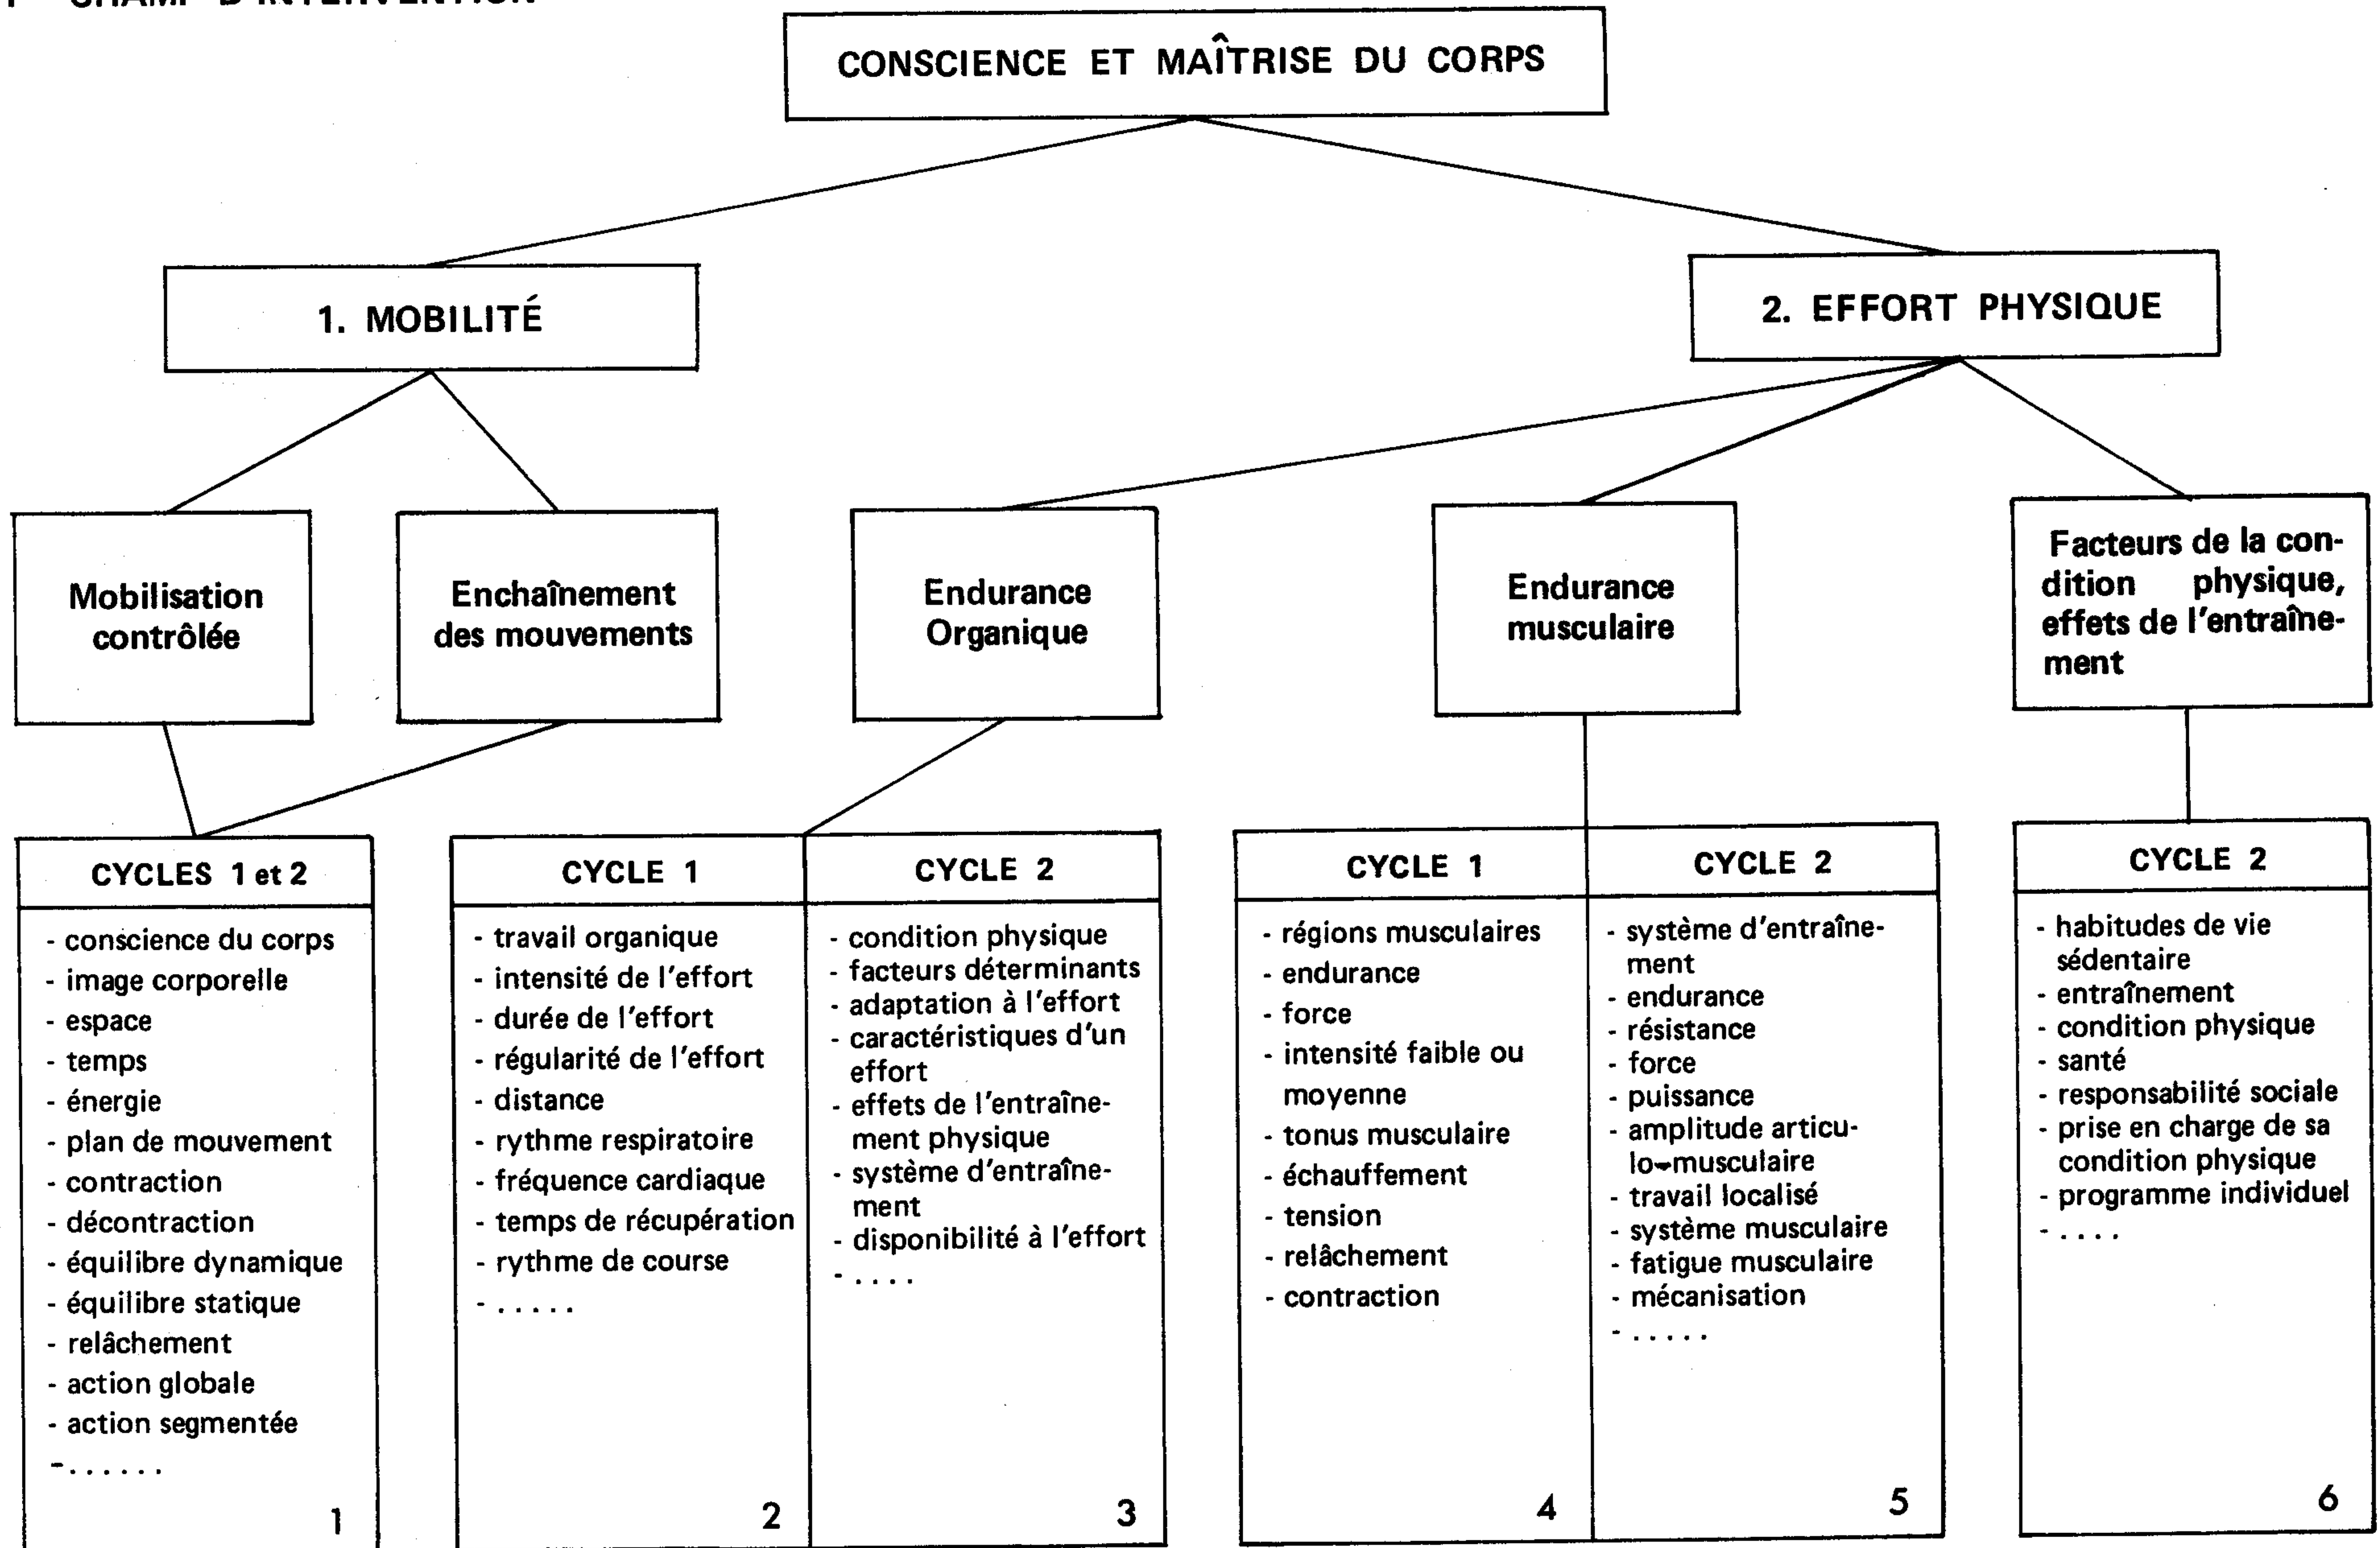 CHAMP D'INTERVENTION
CONSCIENCE ET MAÎTRISE DU CORPS
1. MOBILITÉ
2. EFFORT PHYSIQUE
Mobilisation
contrôlée
Enchaînement
des mouvements
Endurance
Organique
Endurance
musculaire
Facteurs de la con-
dition physique,
effets de l'entraîne-
ment
CYCLES 1 et 2
- conscience du corps
- image corporelle
- espace
- temps
- énergie
- plan de mouvement
- contraction
- décontraction
- équilibre dynamique
- équilibre statique
- relâchement
- action globale
- action segmentée
-......
1
CYCLE 1
- travail organique
- intensité de l'effort
- durée de l'effort
- régularité de l'effort
- distance
- rythme respiratoire
- fréquence cardiaque
- temps de récupération
- rythme de course
- .....
2
CYCLE 2
- condition physique
- facteurs déterminants
- adaptation à l'effort
- caractéristiques d'un
effort
- effets de l'entraîne-
ment physique
- système d'entraîne-
ment
- disponibilité à l'effort
- ....
3
CYCLE 1
- régions musculaires
- endurance
- force
- intensité faible ou
moyenne
- tonus musculaire
- échauffement
- tension
- relâchement
- contraction
4
CYCLE 2
- système d'entraîne-
ment
- endurance
- résistance
- force
- puissance
- amplitude articu-
lo-musculaire
- travail localisé
- système musculaire
- fatigue musculaire
- mécanisation
- .....
5
CYCLE 2
- habitudes de vie
sédentaire
- entraînement
- condition physique
- santé
- responsabilité sociale
- prise en charge de sa
condition physique
- programme individuel
- ....
6